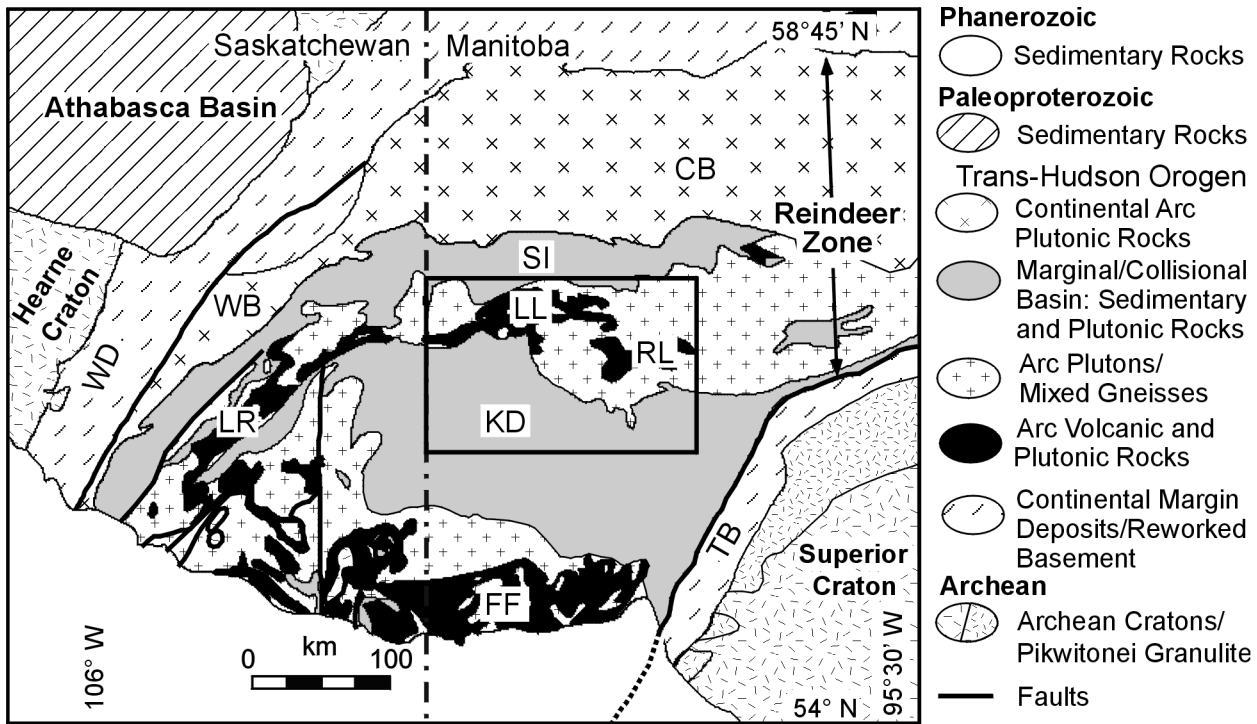 Saskatchewan
Manitoba
58°45’ N
Athabasca Basin
CB
Reindeer
Zone
Hearne
Craton
SI
WB
LL
WD
RL
LR
KD
TB
Superior
Craton
FF
km
0
100
106° W
54° N
95°30’ W
Phanerozoic
Sedimentary Rocks
Paleoproterozoic
Sedimentary Rocks
Trans-Hudson Orogen
Continental Arc
Plutonic Rocks
Marginal/Collisional
Basin: Sedimentary
and Plutonic Rocks
Arc Plutons/
Mixed Gneisses
Arc Volcanic and
Plutonic Rocks
Continental Margin
Deposits/Reworked
Basement
Archean
Archean Cratons/
Pikwitonei Granulite
Faults